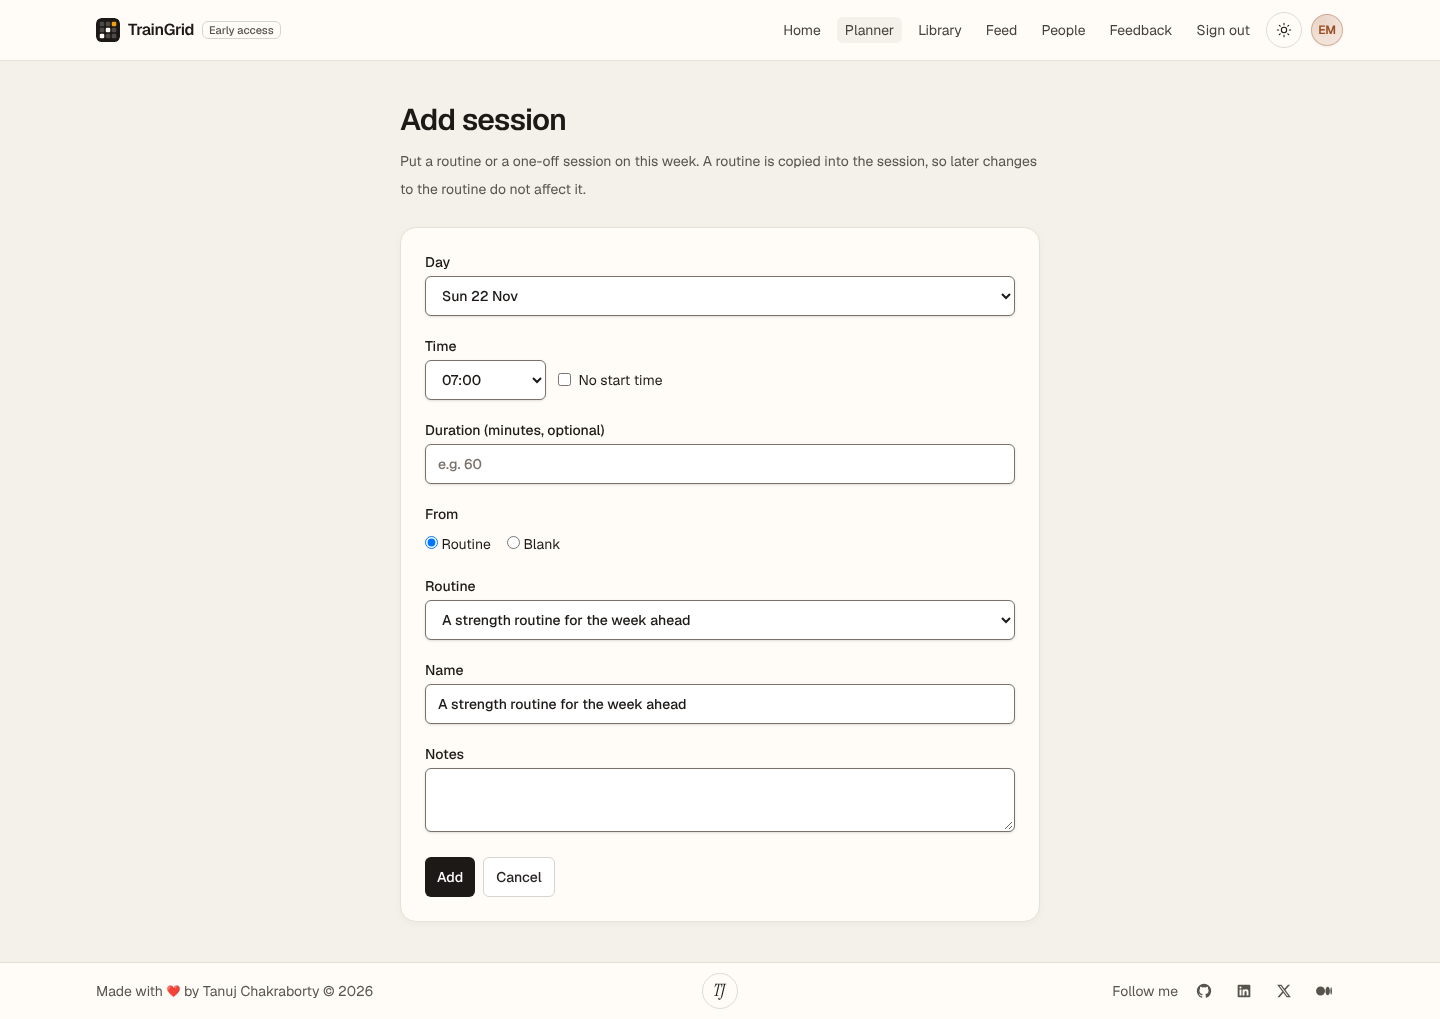 TrainGrid Early access Home Planner Library Feed People Feedback Sign out EM
Add session
Put a routine or a one-off session on this week. A routine is copied into the session, so later changes
to the routine do not affect it.
Day
Sun 22 Nov
Time
07:00 No start time
Duration (minutes, optional)
e.g. 60
From
Routine Blank
Routine
A strength routine for the week ahead
Name
A strength routine for the week ahead
Notes
Add Cancel
Made with ❤️ by Tanuj Chakraborty © 2026 TJ Follow me